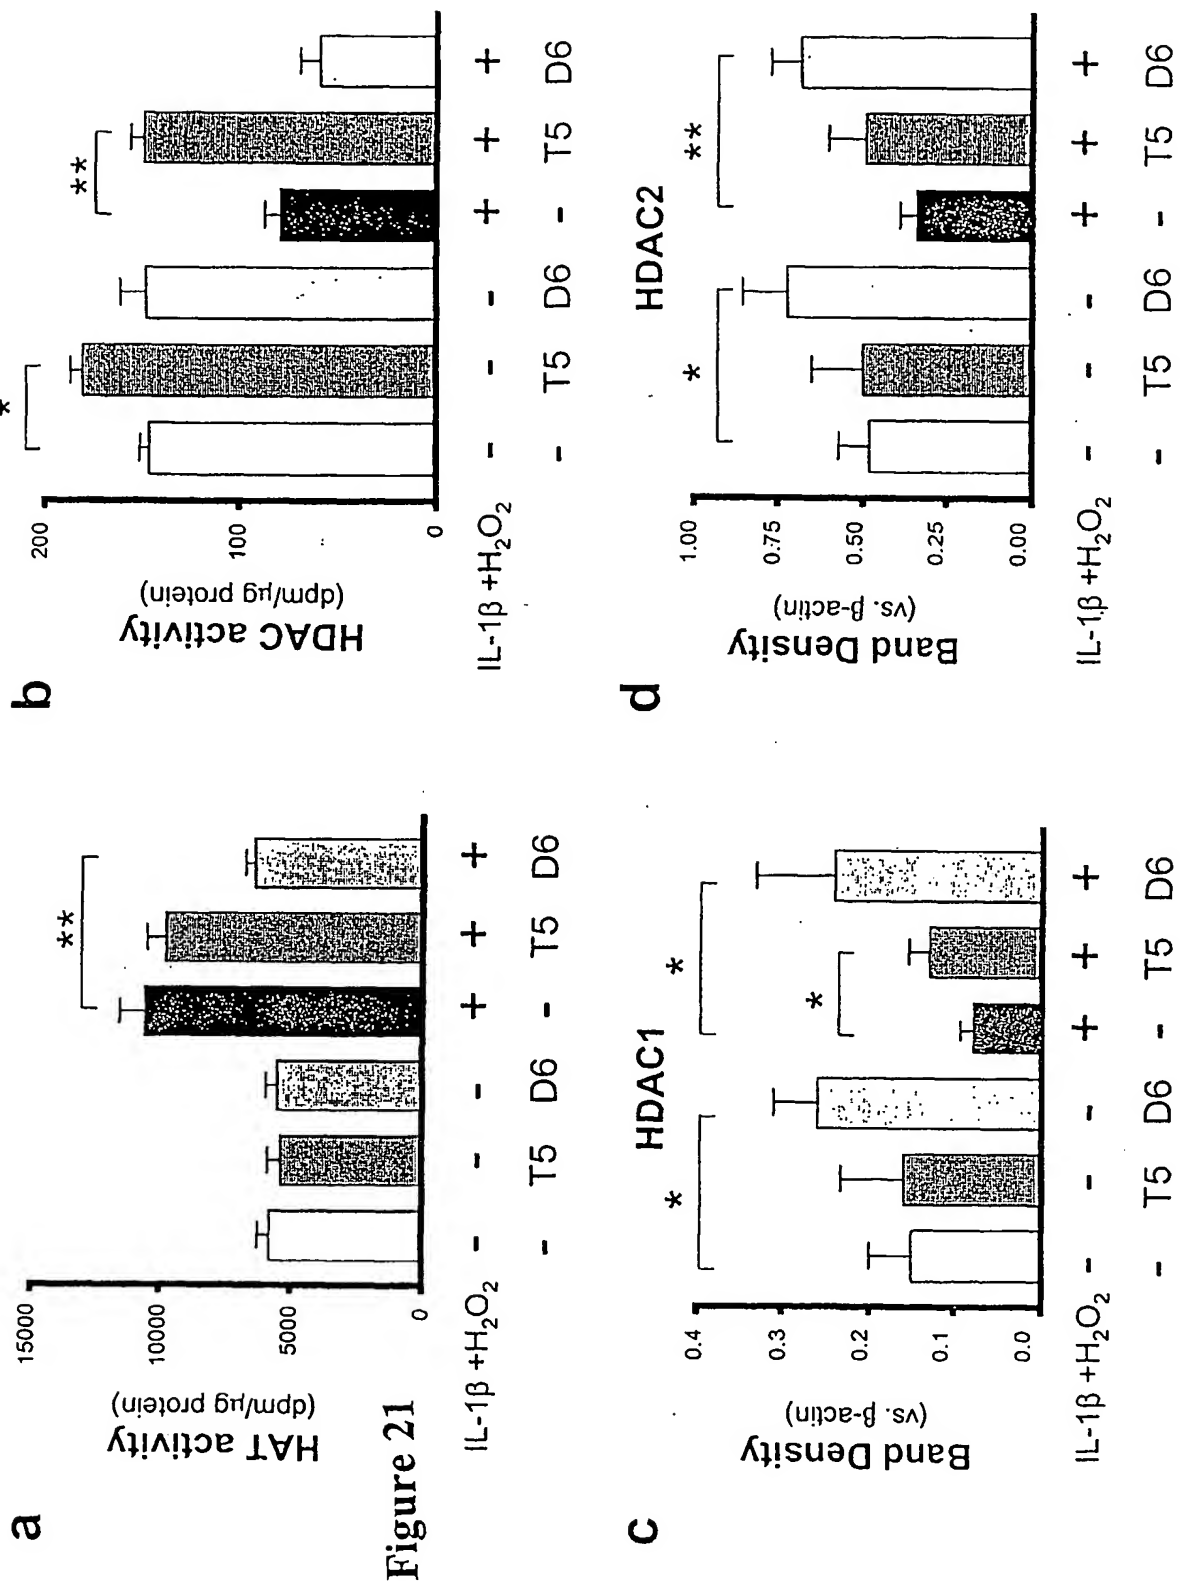 a
HAT activity
(dpm/µg protein)
15000
10000
5000
0
**
IL-1β +H2O2 - - - + + +
- T5 D6 - T5 D6
b
HDAC activity
(dpm/µg protein)
200
100
0
*
**
IL-1β +H2O2 - - - + + +
- T5 D6 - T5 D6
Figure 21
c
HDAC1
Band Density
(vs. β-actin)
0.4
0.3
0.2
0.1
0.0
*
*
*
IL-1β +H2O2 - - - + + +
- T5 D6 - T5 D6
d
HDAC2
Band Density
(vs. β-actin)
1.00
0.75
0.50
0.25
0.00
*
**
IL-1β +H2O2 - - - + + +
- T5 D6 - T5 D6